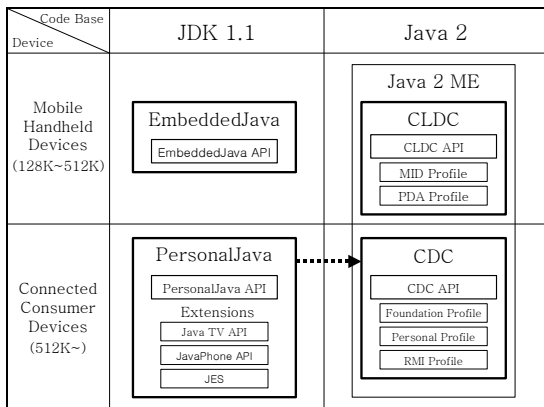 Code Base
Device
JDK 1.1
Java 2
Mobile
Handheld
Devices
(128K~512K)
EmbeddedJava
EmbeddedJava API
Java 2 ME
CLDC
CLDC API
MID Profile
PDA Profile
Connected
Consumer
Devices
(512K~)
PersonalJava
PersonalJava API
Extensions
Java TV API
JavaPhone API
JES
CDC
CDC API
Foundation Profile
Personal Profile
RMI Profile